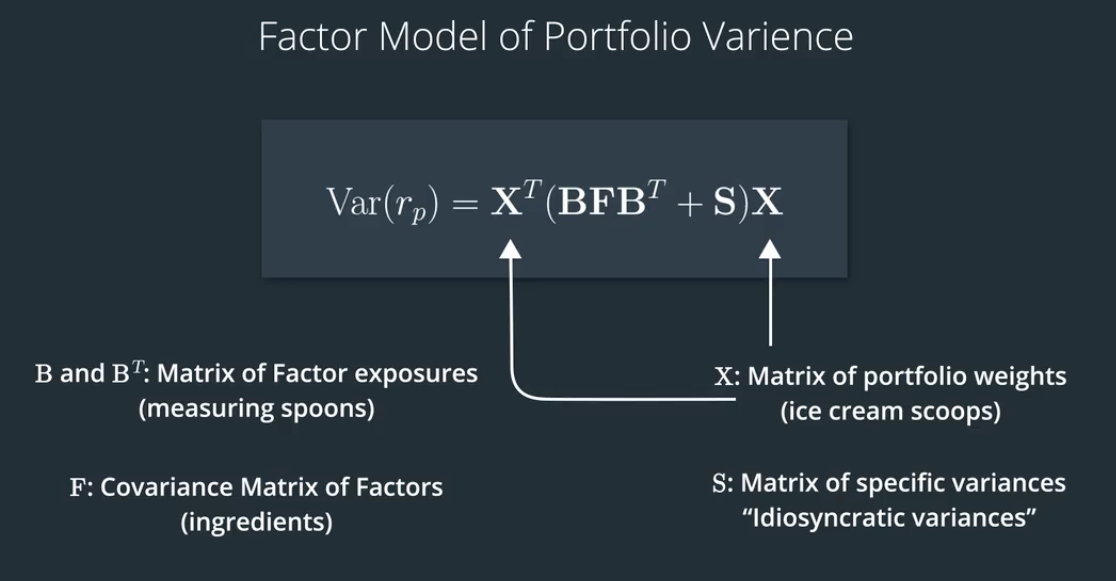 Factor Model of Portfolio Varience
Var(r_p) = X^T(BFB^T + S)X
B and B^T: Matrix of Factor exposures
(measuring spoons)
X: Matrix of portfolio weights
(ice cream scoops)
F: Covariance Matrix of Factors
(ingredients)
S: Matrix of specific variances
“Idiosyncratic variances”